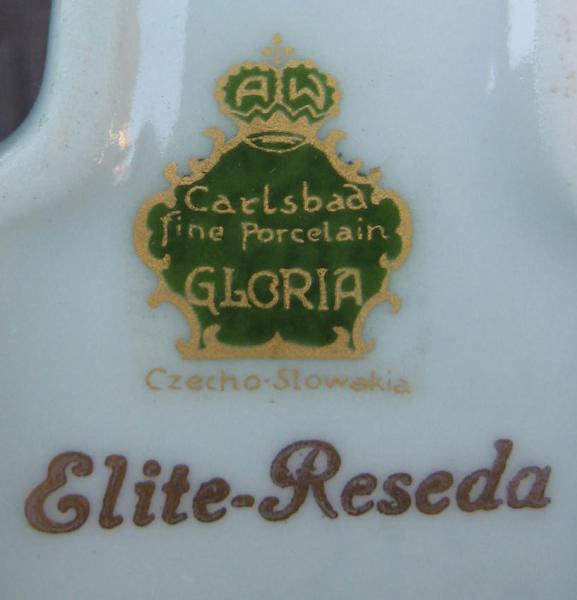 AW
Carlsbad
fine Porcelain
GLORIA
Czecho-Slowakia
Elite-Reseda